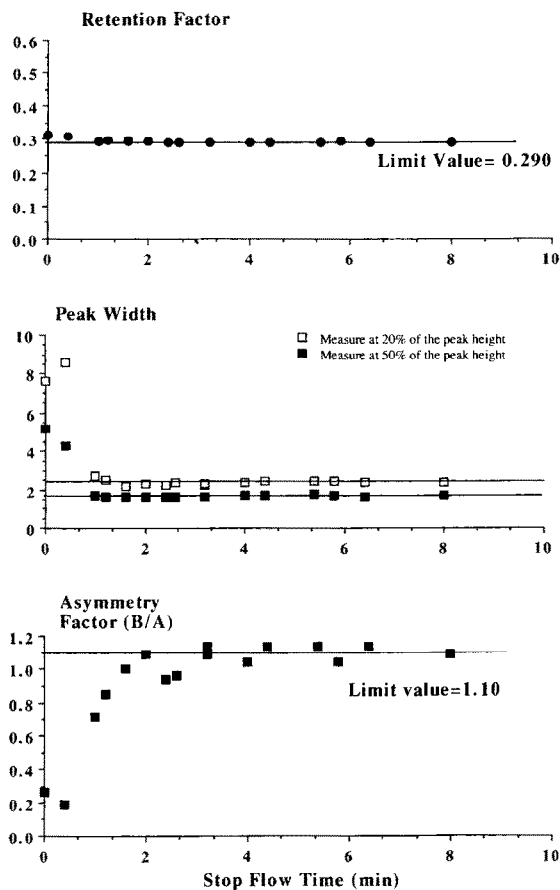 Retention Factor
0.6
0.5
0.4
0.3
0.2
0.1
0.0
Limit Value= 0.290
0 2 4 6 8 10
Peak Width
10
8
6
4
2
0
Measure at 20% of the peak height
Measure at 50% of the peak height
0 2 4 6 8 10
Asymmetry
Factor (B/A)
1.2
1.0
0.8
0.6
0.4
0.2
0.0
Limit value=1.10
0 2 4 6 8 10
Stop Flow Time (min)